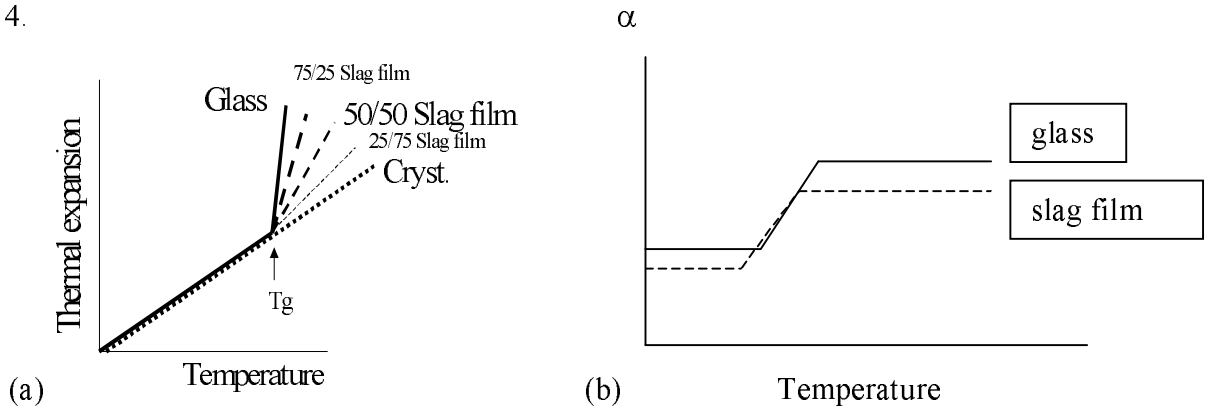 4.
α
75/25 Slag film
Glass
50/50 Slag film
25/75 Slag film
Cryst.
Thermal expansion
Tg
Temperature
(a)
glass
slag film
(b)
Temperature